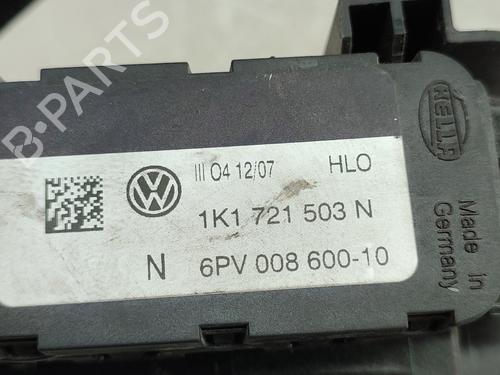 B-PARTS
III 04 12/07 HLO
1K1 721 503 N
N 6PV 008 600-10
HELLA
Made in
Germany